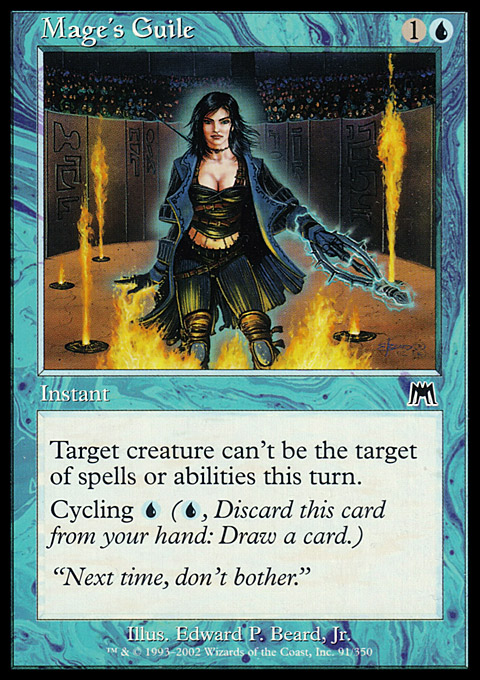 Mage's Guile 1
Instant
Target creature can't be the target
of spells or abilities this turn.
Cycling (, Discard this card
from your hand: Draw a card.)
"Next time, don't bother."
Illus. Edward P. Beard, Jr.
™ & © 1993-2002 Wizards of the Coast, Inc. 91/350